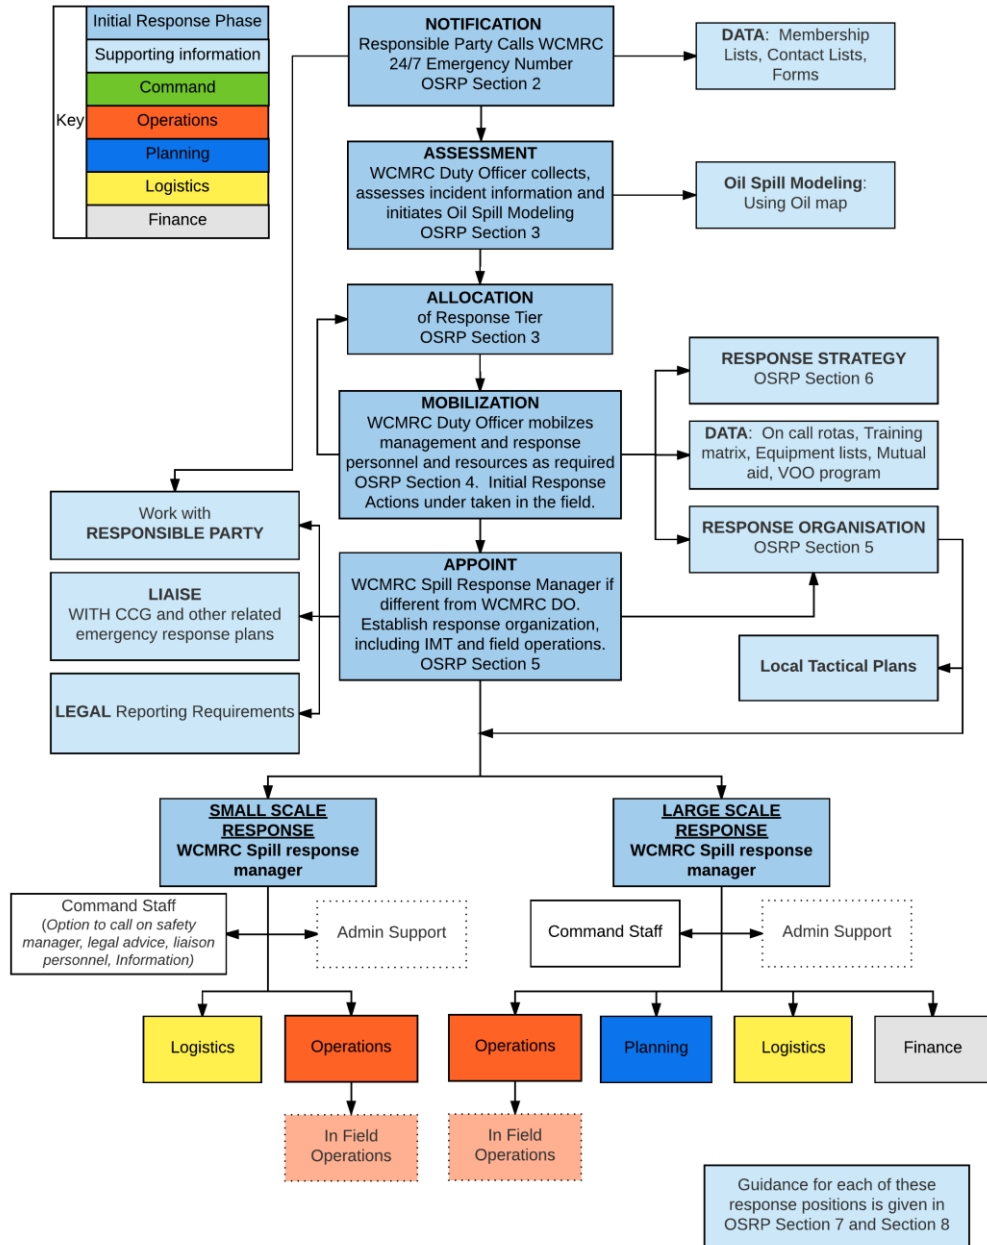 Key
Initial Response Phase
Supporting information
Command
Operations
Planning
Logistics
Finance
NOTIFICATION
Responsible Party Calls WCMRC
24/7 Emergency Number
OSRP Section 2
DATA:  Membership
Lists, Contact Lists,
Forms
ASSESSMENT
WCMRC Duty Officer collects,
assesses incident information and
initiates Oil Spill Modeling
OSRP Section 3
Oil Spill Modeling:
Using Oil map
ALLOCATION
of Response Tier
OSRP Section 3
MOBILIZATION
WCMRC Duty Officer mobilzes
management and response
personnel and resources as required
OSRP Section 4.  Initial Response
Actions under taken in the field.
RESPONSE STRATEGY
OSRP Section 6
DATA:  On call rotas, Training
matrix, Equipment lists, Mutual
aid, VOO program
RESPONSE ORGANISATION
OSRP Section 5
Work with
RESPONSIBLE PARTY
LIAISE
WITH CCG and other related
emergency response plans
LEGAL Reporting Requirements
APPOINT
WCMRC Spill Response Manager if
different from WCMRC DO.
Establish response organization,
including IMT and field operations.
OSRP Section 5
Local Tactical Plans
SMALL SCALE
RESPONSE
WCMRC Spill response
manager
LARGE SCALE
RESPONSE
WCMRC Spill response
manager
Command Staff
(Option to call on safety
manager, legal advice, liaison
personnel, Information)
Admin Support
Command Staff
Admin Support
Logistics
Operations
Operations
Planning
Logistics
Finance
In Field
Operations
In Field
Operations
Guidance for each of these
response positions is given in
OSRP Section 7 and Section 8